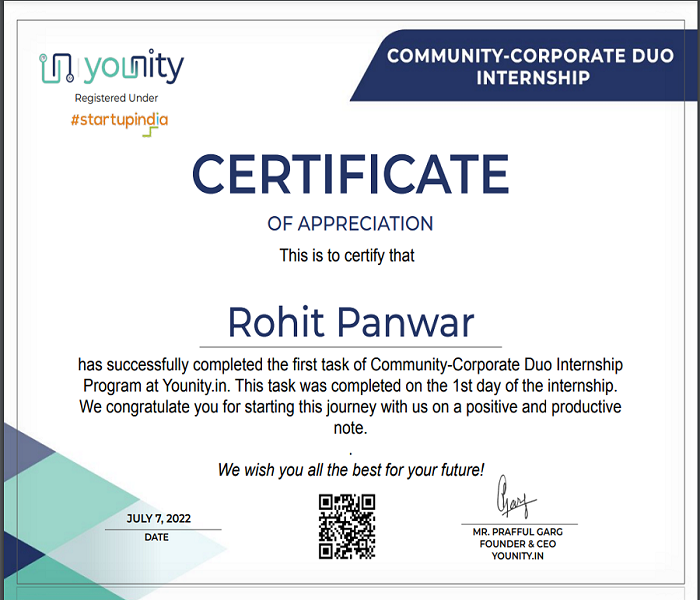 younity
Registered Under
#startupindia
COMMUNITY-CORPORATE DUO
INTERNSHIP
CERTIFICATE
OF APPRECIATION
This is to certify that
Rohit Panwar
has successfully completed the first task of Community-Corporate Duo Internship
Program at Younity.in. This task was completed on the 1st day of the internship.
We congratulate you for starting this journey with us on a positive and productive
note.
.
We wish you all the best for your future!
JULY 7, 2022
DATE
MR. PRAFFUL GARG
FOUNDER & CEO
YOUNITY.IN